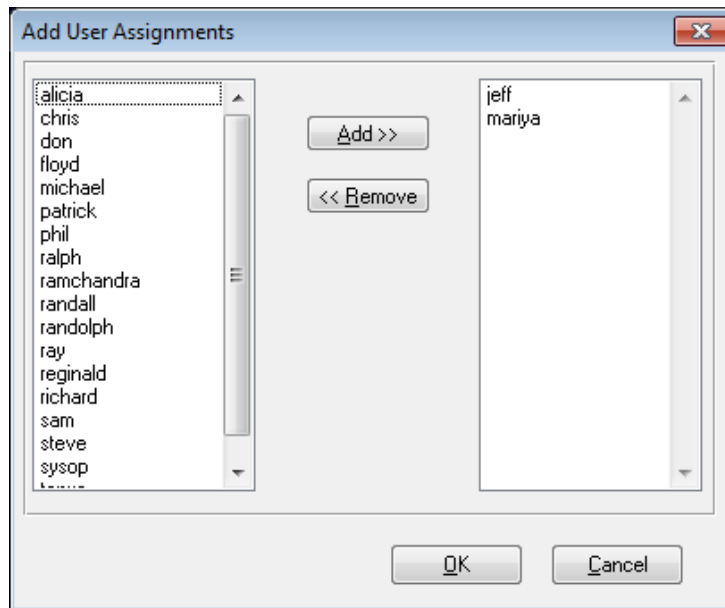 Add User Assignments
alicia
chris
don
floyd
michael
patrick
phil
ralph
ramchandra
randall
randolph
ray
reginald
richard
sam
steve
sysop
Add >>
<< Remove
jeff
mariya
OK
Cancel